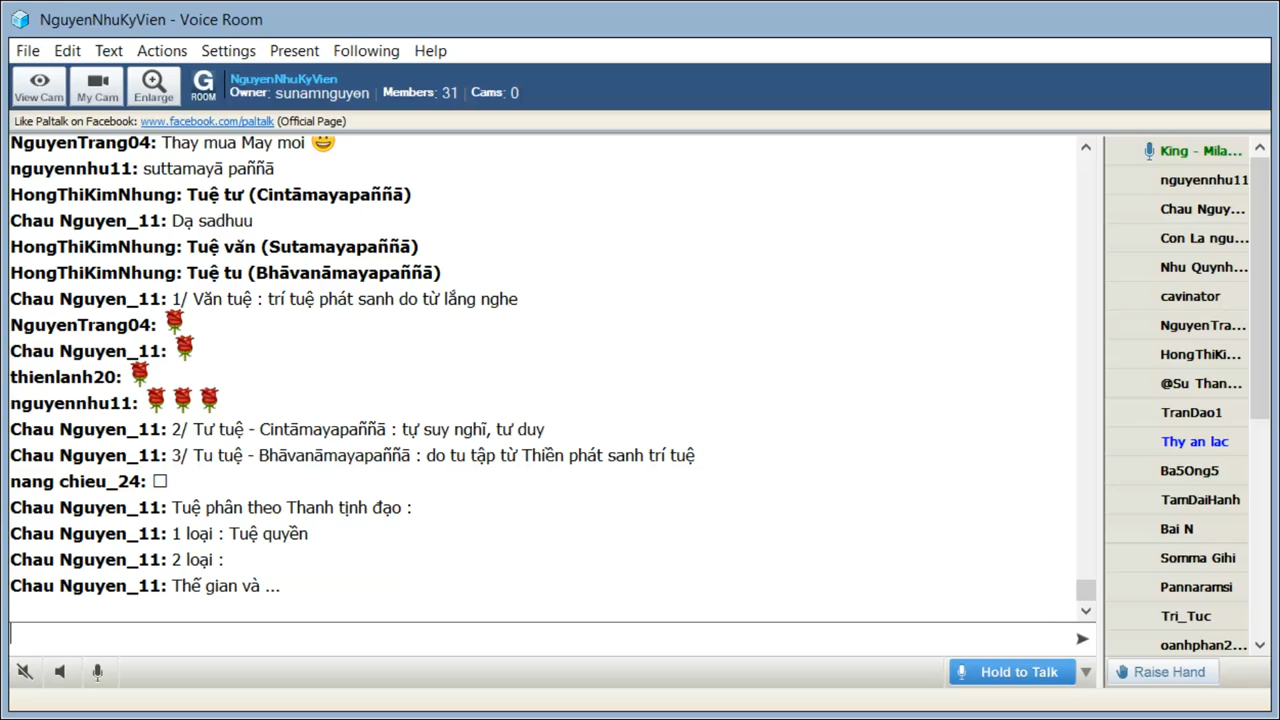 NguyenNhuKyVien - Voice Room
File Edit Text Actions Settings Present Following Help
View Cam My Cam Enlarge G ROOM
NguyenNhuKyVien
Owner: sunamnguyen | Members: 31 | Cams: 0
Like Paltalk on Facebook: www.facebook.com/paltalk (Official Page)
NguyenTrang04: Thay mua May moi
nguyennhu11: suttamayā paññā
HongThiKimNhung: Tuệ tư (Cintāmayapaññā)
Chau Nguyen_11: Dạ sadhuu
HongThiKimNhung: Tuệ văn (Sutamayapaññā)
HongThiKimNhung: Tuệ tu (Bhāvanāmayapaññā)
Chau Nguyen_11: 1/ Văn tuệ : trí tuệ phát sanh do từ lắng nghe
NguyenTrang04:
Chau Nguyen_11:
thienlanh20:
nguyennhu11:
Chau Nguyen_11: 2/ Tư tuệ - Cintāmayapaññā : tự suy nghĩ, tư duy
Chau Nguyen_11: 3/ Tu tuệ - Bhāvanāmayapaññā : do tu tập từ Thiền phát sanh trí tuệ
nang chieu_24: □
Chau Nguyen_11: Tuệ phân theo Thanh tịnh đạo :
Chau Nguyen_11: 1 loại : Tuệ quyền
Chau Nguyen_11: 2 loại :
Chau Nguyen_11: Thế gian và ...
King - Mila...
nguyennhu11
Chau Nguy...
Con La ngu...
Nhu Quynh...
cavinator
NguyenTra...
HongThiKi...
@Su Than...
TranDao1
Thy an lac
Ba5Ong5
TamDaiHanh
Bai N
Somma Gihi
Pannaramsi
Tri_Tuc
oanhphan2...
Hold to Talk
Raise Hand